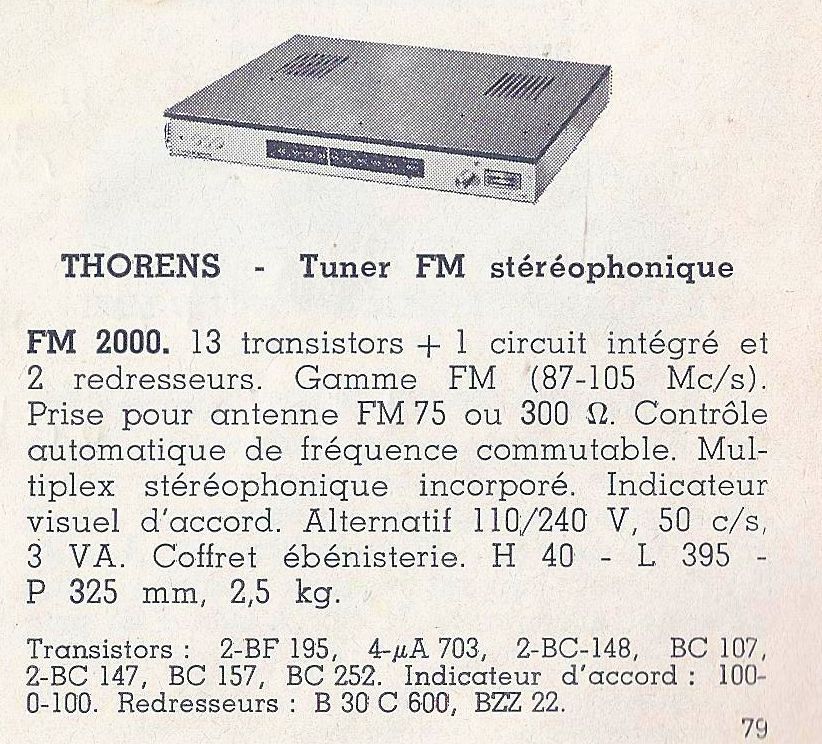 THORENS - Tuner FM stéréophonique
FM 2000. 13 transistors + 1 circuit intégré et
2 redresseurs. Gamme FM (87-105 Mc/s).
Prise pour antenne FM 75 ou 300 Ω. Contrôle
automatique de fréquence commutable. Mul-
tiplex stéréophonique incorporé. Indicateur
visuel d'accord. Alternatif 110/240 V, 50 c/s,
3 VA. Coffret ébénisterie. H 40 - L 395 -
P 325 mm, 2,5 kg.
Transistors : 2-BF 195, 4-µA 703, 2-BC-148, BC 107,
2-BC 147, BC 157, BC 252. Indicateur d'accord : 100-
0-100. Redresseurs : B 30 C 600, BZZ 22.
79